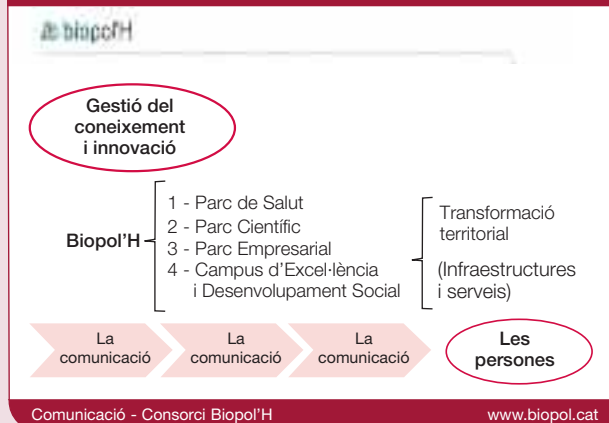 biopol'H
Gestió del
coneixement
i innovació
Biopol'H
1 - Parc de Salut
2 - Parc Científic
3 - Parc Empresarial
4 - Campus d'Excel·lència
i Desenvolupament Social
Transformació
territorial
(Infraestructures
i serveis)
La
comunicació
La
comunicació
La
comunicació
Les
persones
Comunicació - Consorci Biopol'H
www.biopol.cat